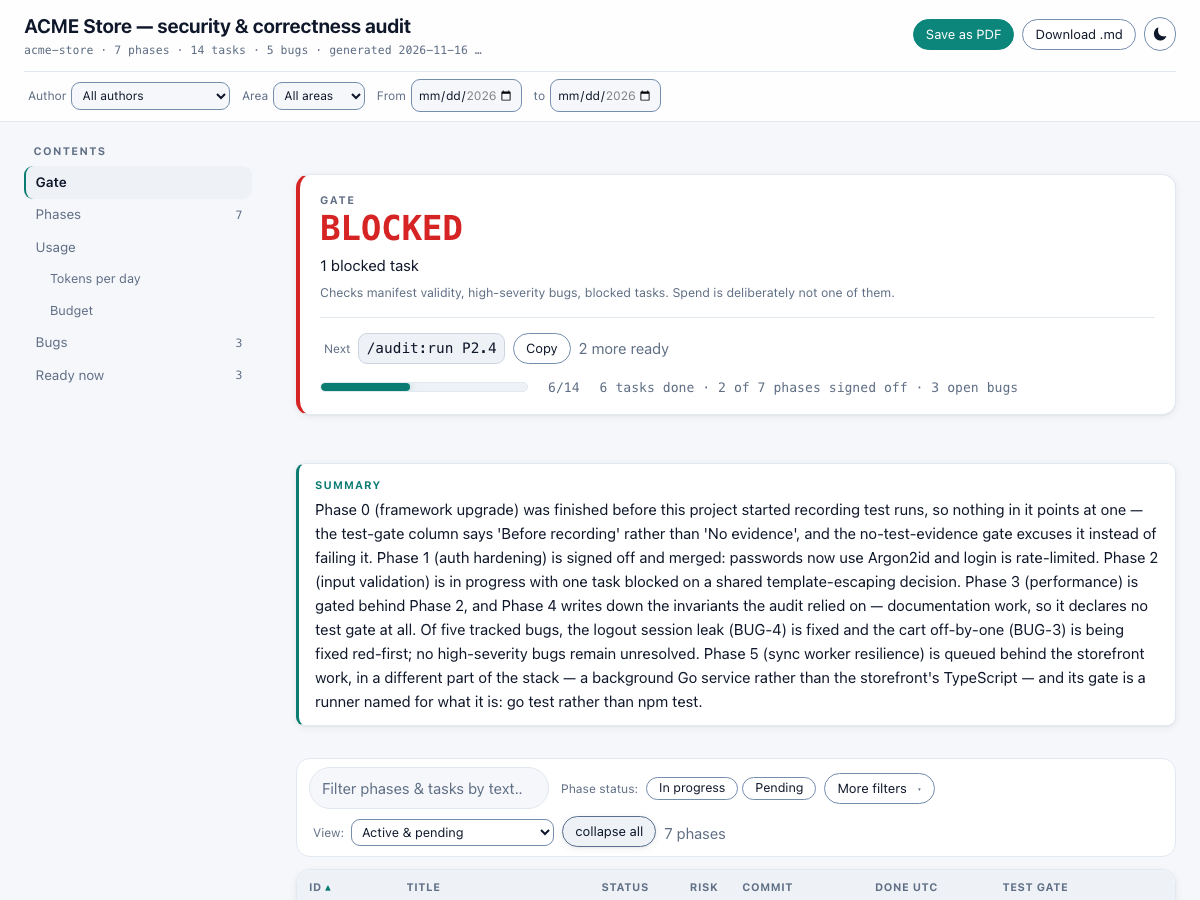 ACME Store — security & correctness audit
acme-store · 7 phases · 14 tasks · 5 bugs · generated 2026-11-16 …
Save as PDF
Download .md
Author All authors Area All areas From mm/dd/2026 to mm/dd/2026
CONTENTS
Gate
Phases 7
Usage
Tokens per day
Budget
Bugs 3
Ready now 3
GATE
BLOCKED
1 blocked task
Checks manifest validity, high-severity bugs, blocked tasks. Spend is deliberately not one of them.
Next /audit:run P2.4 Copy 2 more ready
6/14 6 tasks done · 2 of 7 phases signed off · 3 open bugs
SUMMARY
Phase 0 (framework upgrade) was finished before this project started recording test runs, so nothing in it points at one —
the test-gate column says 'Before recording' rather than 'No evidence', and the no-test-evidence gate excuses it instead of
failing it. Phase 1 (auth hardening) is signed off and merged: passwords now use Argon2id and login is rate-limited. Phase 2
(input validation) is in progress with one task blocked on a shared template-escaping decision. Phase 3 (performance) is
gated behind Phase 2, and Phase 4 writes down the invariants the audit relied on — documentation work, so it declares no
test gate at all. Of five tracked bugs, the logout session leak (BUG-4) is fixed and the cart off-by-one (BUG-3) is being
fixed red-first; no high-severity bugs remain unresolved. Phase 5 (sync worker resilience) is queued behind the storefront
work, in a different part of the stack — a background Go service rather than the storefront's TypeScript — and its gate is a
runner named for what it is: go test rather than npm test.
Filter phases & tasks by text.. Phase status: In progress Pending More filters ·
View: Active & pending collapse all 7 phases
ID ▲ TITLE STATUS RISK COMMIT DONE UTC TEST GATE